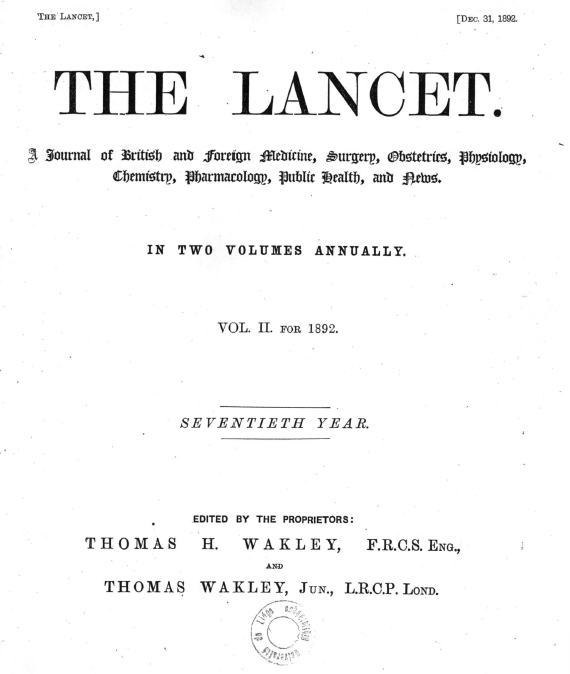 THE LANCET,]
[DEC. 31, 1892.
THE LANCET.
A Journal of British and Foreign Medicine, Surgery, Obstetrics, Physiology,
Chemistry, Pharmacology, Public Health, and News.
IN TWO VOLUMES ANNUALLY.
VOL. II. FOR 1892.
SEVENTIETH YEAR.
EDITED BY THE PROPRIETORS:
THOMAS H. WAKLEY, F.R.C.S. ENG.,
AND
THOMAS WAKLEY, JUN., L.R.C.P. LOND.
de Liège